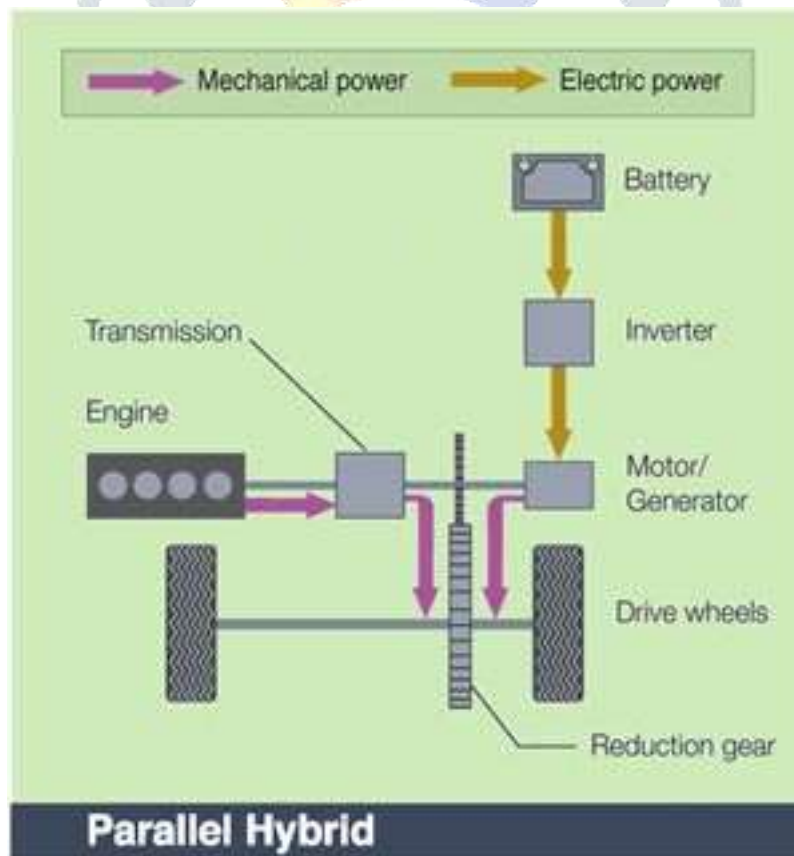 Mechanical power
Electric power
Battery
Transmission
Inverter
Engine
Motor/
Generator
Drive wheels
Reduction gear
Parallel Hybrid